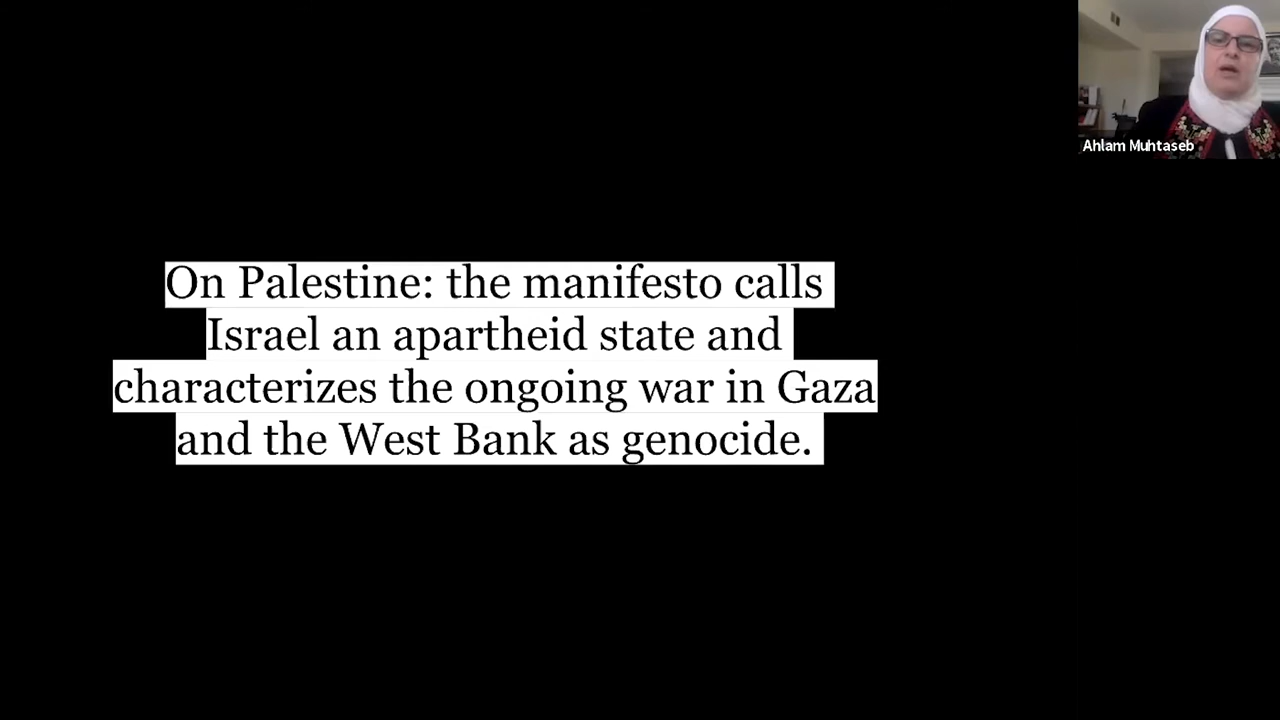 Ahlam Muhtaseb
On Palestine: the manifesto calls
Israel an apartheid state and
characterizes the ongoing war in Gaza
and the West Bank as genocide.